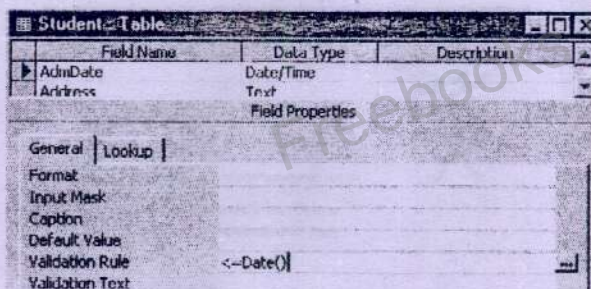 Student : Table
Field Name Data Type Description
AdmDate Date/Time
Address Text
Field Properties
General Lookup
Format
Input Mask
Caption
Default Value
Validation Rule <=Date() ...
Validation Text
Freebooks